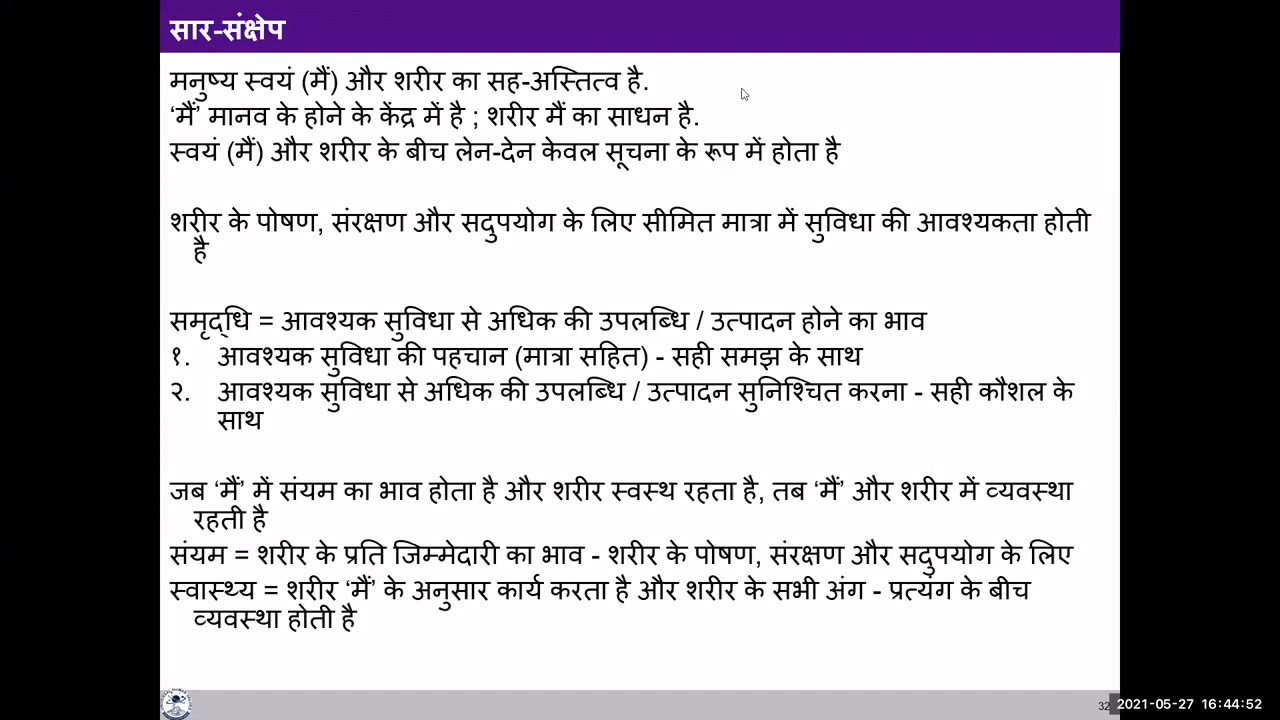 सार-संक्षेप
मनुष्य स्वयं (मैं) और शरीर का सह-अस्तित्व है.
‘मैं’ मानव के होने के केंद्र में है ; शरीर मैं का साधन है.
स्वयं (मैं) और शरीर के बीच लेन-देन केवल सूचना के रूप में होता है
शरीर के पोषण, संरक्षण और सदुपयोग के लिए सीमित मात्रा में सुविधा की आवश्यकता होती
है
समृद्धि = आवश्यक सुविधा से अधिक की उपलब्धि / उत्पादन होने का भाव
१. आवश्यक सुविधा की पहचान (मात्रा सहित) - सही समझ के साथ
२. आवश्यक सुविधा से अधिक की उपलब्धि / उत्पादन सुनिश्चित करना - सही कौशल के
साथ
जब ‘मैं’ में संयम का भाव होता है और शरीर स्वस्थ रहता है, तब ‘मैं’ और शरीर में व्यवस्था
रहती है
संयम = शरीर के प्रति जिम्मेदारी का भाव - शरीर के पोषण, संरक्षण और सदुपयोग के लिए
स्वास्थ्य = शरीर ‘मैं’ के अनुसार कार्य करता है और शरीर के सभी अंग - प्रत्यंग के बीच
व्यवस्था होती है
32 2021-05-27 16:44:52